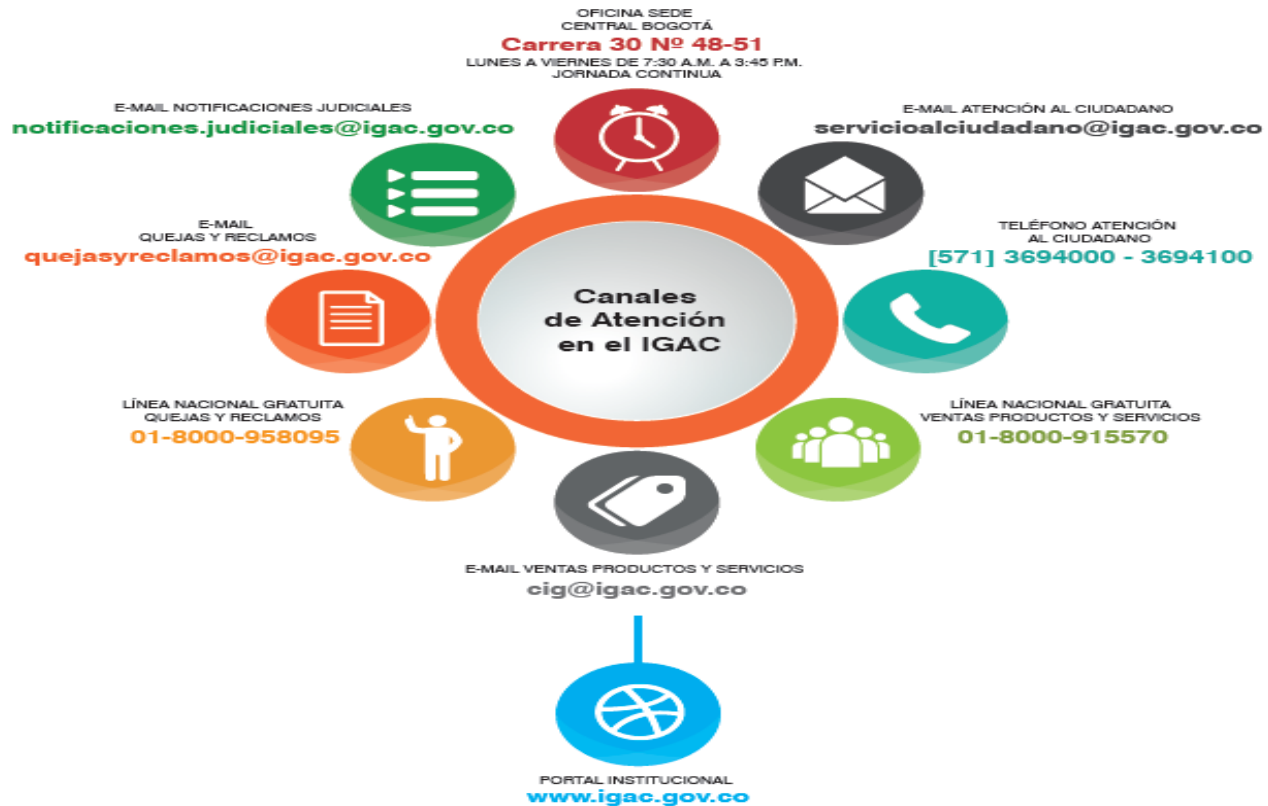 OFICINA SEDE
CENTRAL BOGOTÁ
Carrera 30 Nº 48-51
LUNES A VIERNES DE 7:30 A.M. A 3:45 P.M.
JORNADA CONTINUA
E-MAIL NOTIFICACIONES JUDICIALES
notificaciones.judiciales@igac.gov.co
E-MAIL ATENCIÓN AL CIUDADANO
servicioalciudadano@igac.gov.co
E-MAIL
QUEJAS Y RECLAMOS
quejasyreclamos@igac.gov.co
TELÉFONO ATENCIÓN
AL CIUDADANO
[571] 3694000 - 3694100
Canales
de Atención
en el IGAC
LÍNEA NACIONAL GRATUITA
QUEJAS Y RECLAMOS
01-8000-958095
LÍNEA NACIONAL GRATUITA
VENTAS PRODUCTOS Y SERVICIOS
01-8000-915570
E-MAIL VENTAS PRODUCTOS Y SERVICIOS
cig@igac.gov.co
PORTAL INSTITUCIONAL
www.igac.gov.co